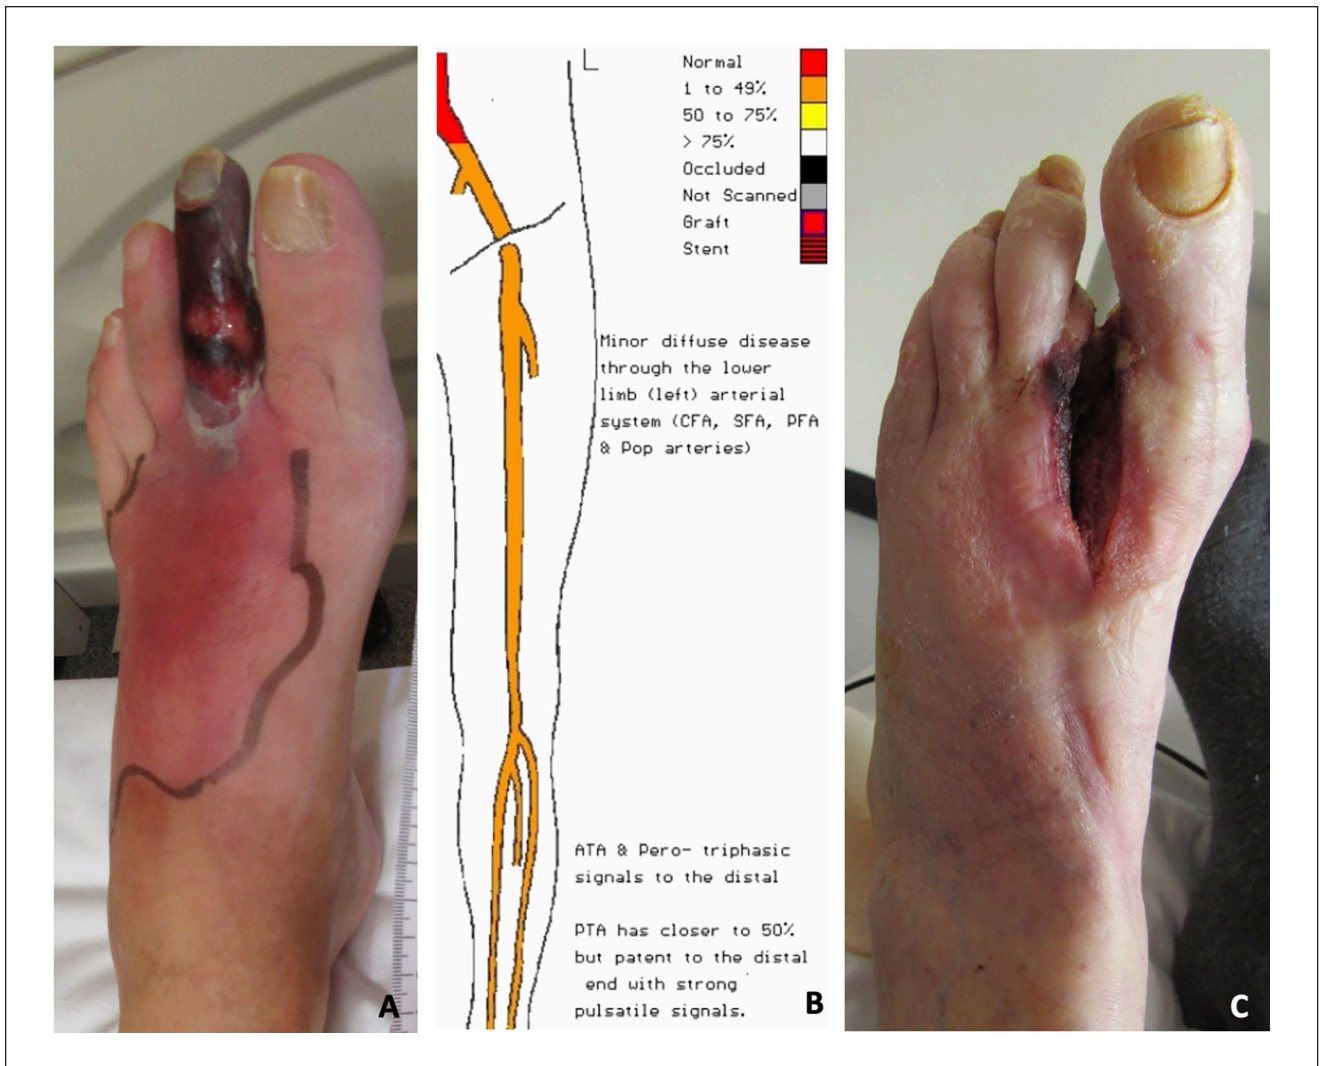 L
Normal
1 to 49%
50 to 75%
> 75%
Occluded
Not Scanned
Graft
Stent
Minor diffuse disease
through the lower
limb (left) arterial
system (CFA, SFA, PFA
& Pop arteries)
ATA & Pero- triphasic
signals to the distal
PTA has closer to 50%
but patent to the distal
end with strong
pulsatile signals.
A
B
C